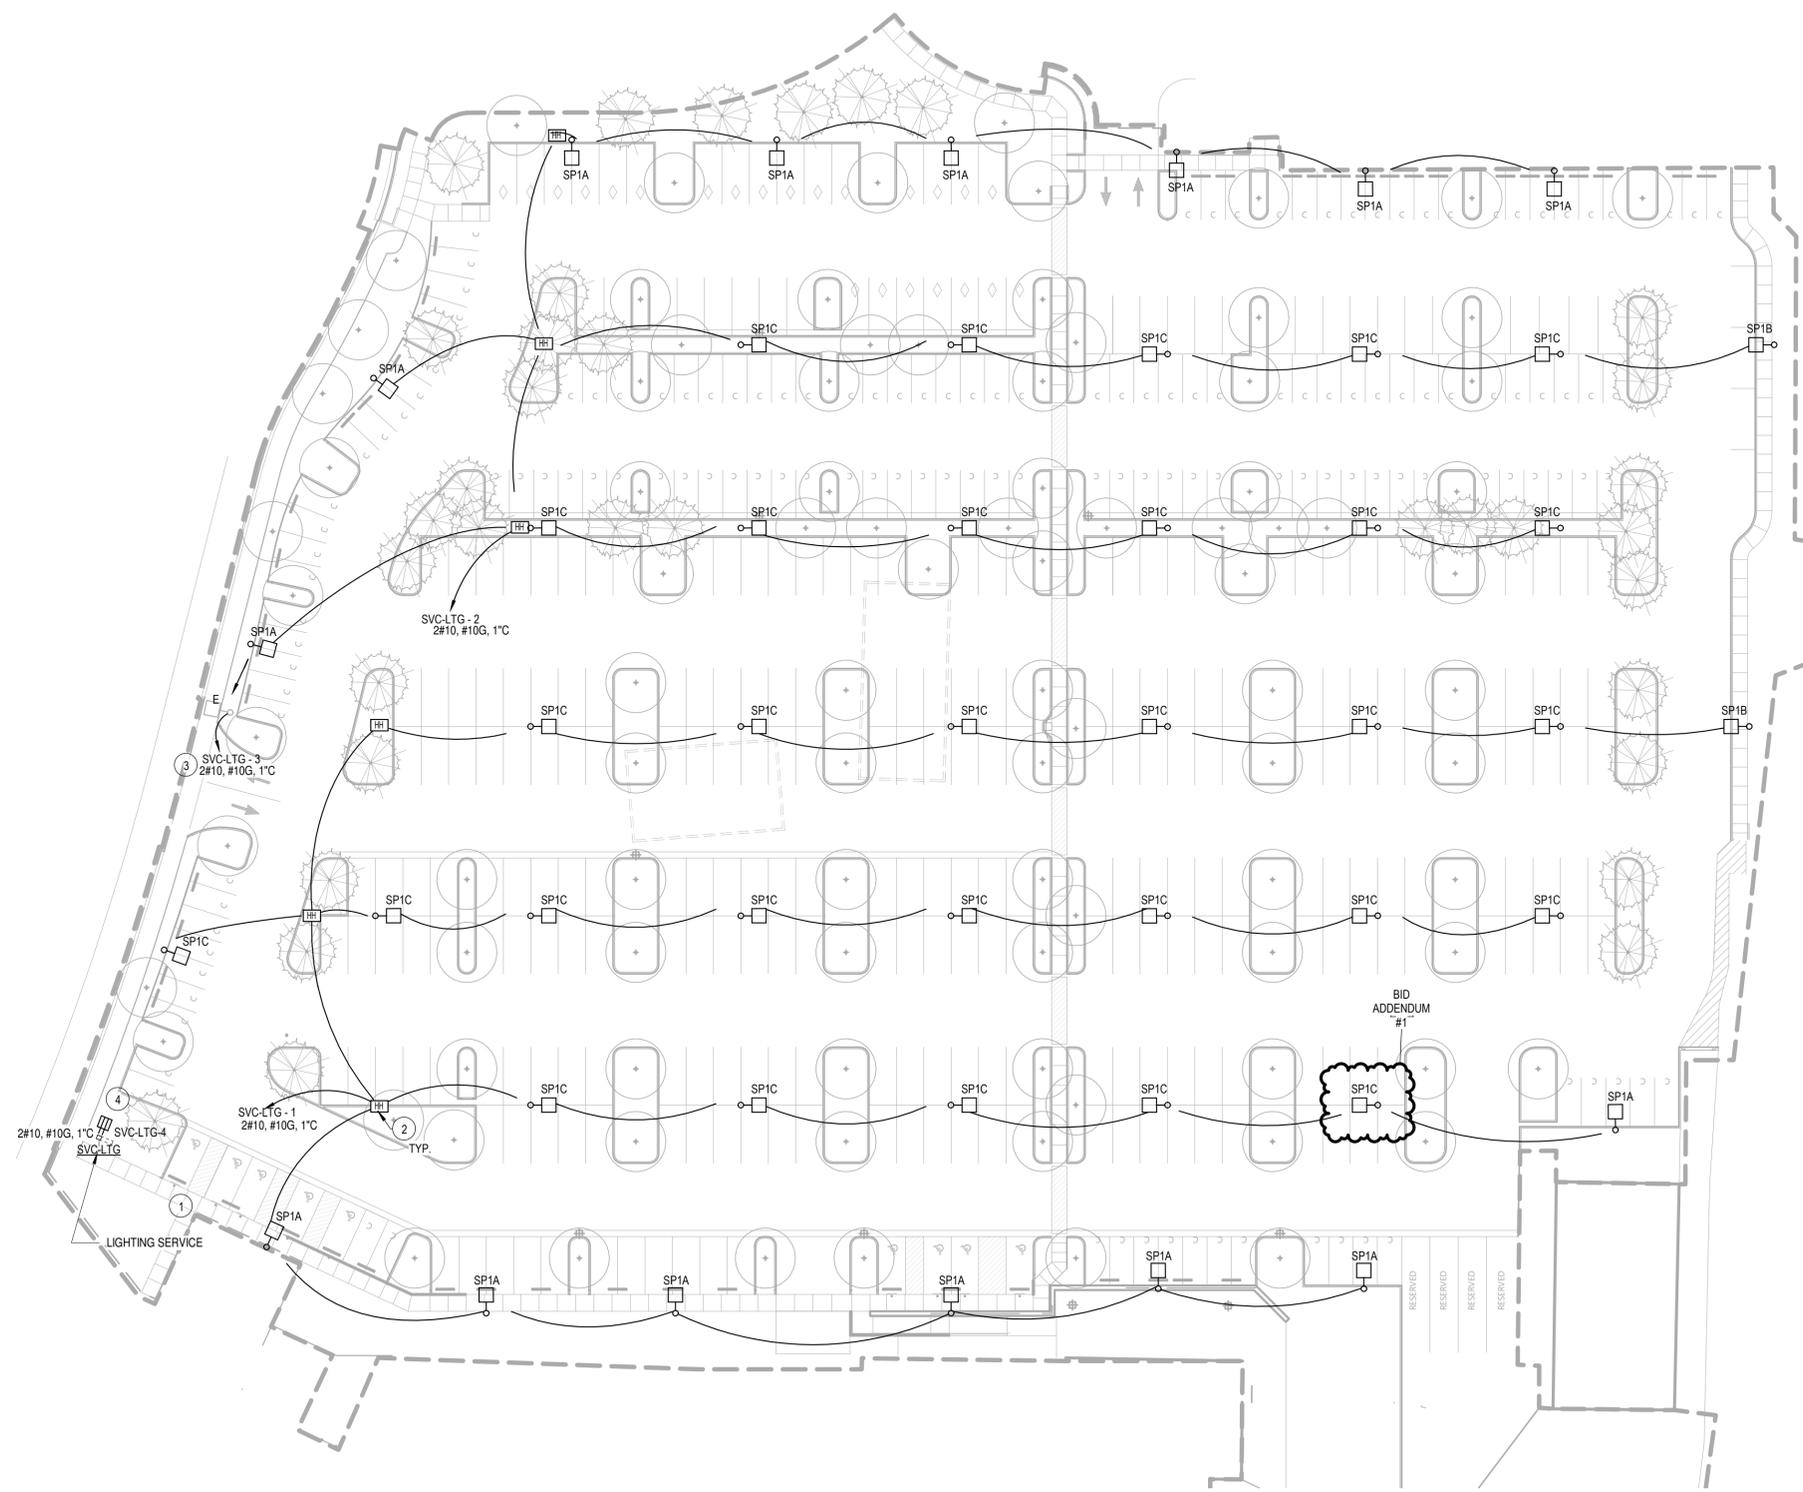 HH
SP1A
SP1A
SP1A
SP1A
SP1A
SP1A
HH
SP1C
SP1C
SP1C
SP1C
SP1C
SP1B
SP1A
HH
SP1C
SP1C
SP1C
SP1C
SP1C
SP1C
SVC-LTG - 2
2#10, #10G, 1"C
SP1A
E
3
SVC-LTG - 3
2#10, #10G, 1"C
HH
SP1C
SP1C
SP1C
SP1C
SP1C
SP1C
SP1B
HH
SP1C
SP1C
SP1C
SP1C
SP1C
SP1C
SP1C
SP1C
BID
ADDENDUM
#1
4
SVC-LTG - 1
2#10, #10G, 1"C
HH
2
TYP.
SP1C
SP1C
SP1C
SP1C
SP1C
SP1A
2#10, #10G, 1"C
SVC-LTG-4
SVC-LTG
1
LIGHTING SERVICE
SP1A
SP1A
SP1A
SP1A
SP1A
SP1A
RESERVED
RESERVED
RESERVED
RESERVED